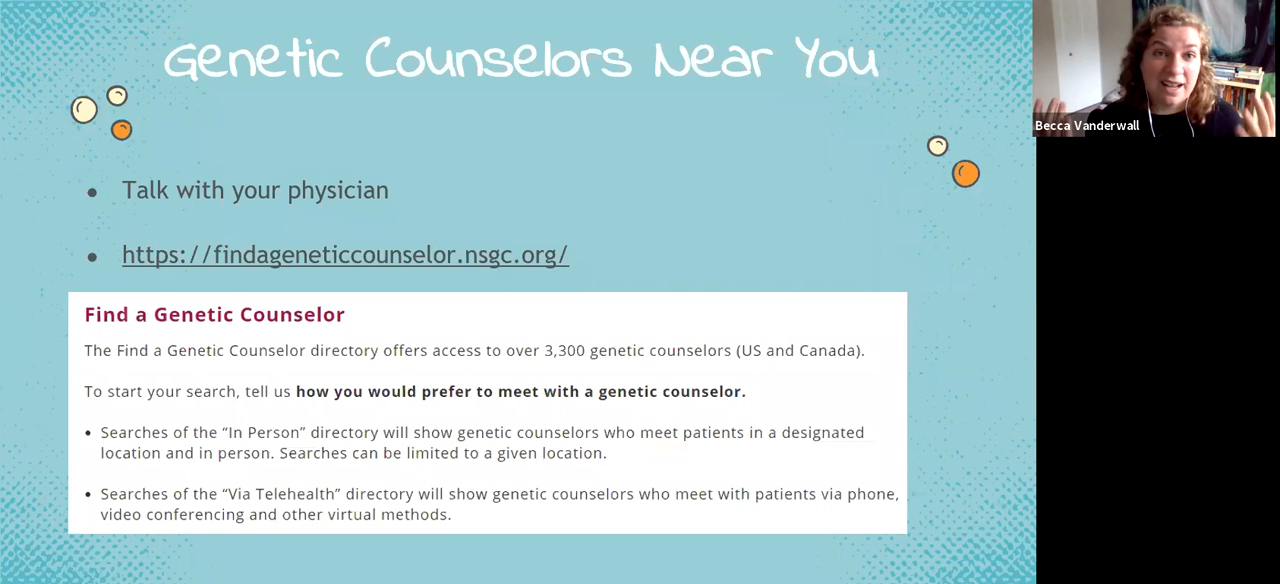 Genetic Counselors Near You
Becca Vanderwall
● Talk with your physician
● https://findageneticcounselor.nsgc.org/
Find a Genetic Counselor
The Find a Genetic Counselor directory offers access to over 3,300 genetic counselors (US and Canada).
To start your search, tell us how you would prefer to meet with a genetic counselor.
• Searches of the “In Person” directory will show genetic counselors who meet patients in a designated
location and in person. Searches can be limited to a given location.
• Searches of the “Via Telehealth” directory will show genetic counselors who meet with patients via phone,
video conferencing and other virtual methods.